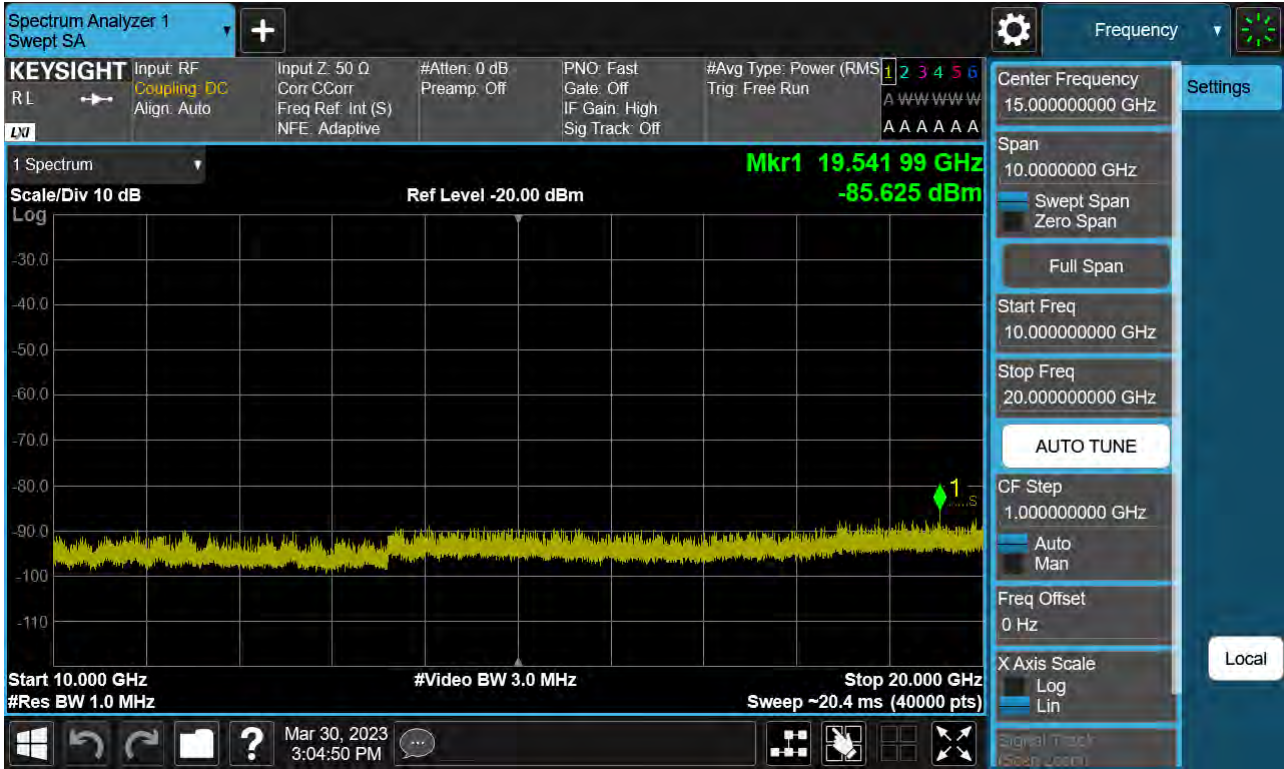 Spectrum Analyzer 1
Swept SA
Frequency
KEYSIGHT
RL
LXI
Input: RF
Coupling: DC
Align: Auto
Input Z: 50 Ω
Corr CCorr
Freq Ref: Int (S)
NFE: Adaptive
#Atten: 0 dB
Preamp: Off
PNO: Fast
Gate: Off
IF Gain: High
Sig Track: Off
#Avg Type: Power (RMS
Trig: Free Run
1 2 3 4 5 6
A W W W W W
A A A A A A
1 Spectrum
Mkr1 19.541 99 GHz
Scale/Div 10 dB
Ref Level -20.00 dBm
-85.625 dBm
Log
-30.0
-40.0
-50.0
-60.0
-70.0
-80.0
-90.0
-100
-110
1
S
Start 10.000 GHz
#Video BW 3.0 MHz
Stop 20.000 GHz
#Res BW 1.0 MHz
Sweep ~20.4 ms (40000 pts)
Center Frequency
15.000000000 GHz
Settings
Span
10.0000000 GHz
Swept Span
Zero Span
Full Span
Start Freq
10.000000000 GHz
Stop Freq
20.000000000 GHz
AUTO TUNE
CF Step
1.000000000 GHz
Auto
Man
Freq Offset
0 Hz
X Axis Scale
Log
Lin
Local
Signal Track
(Span Zoom)
Mar 30, 2023
3:04:50 PM